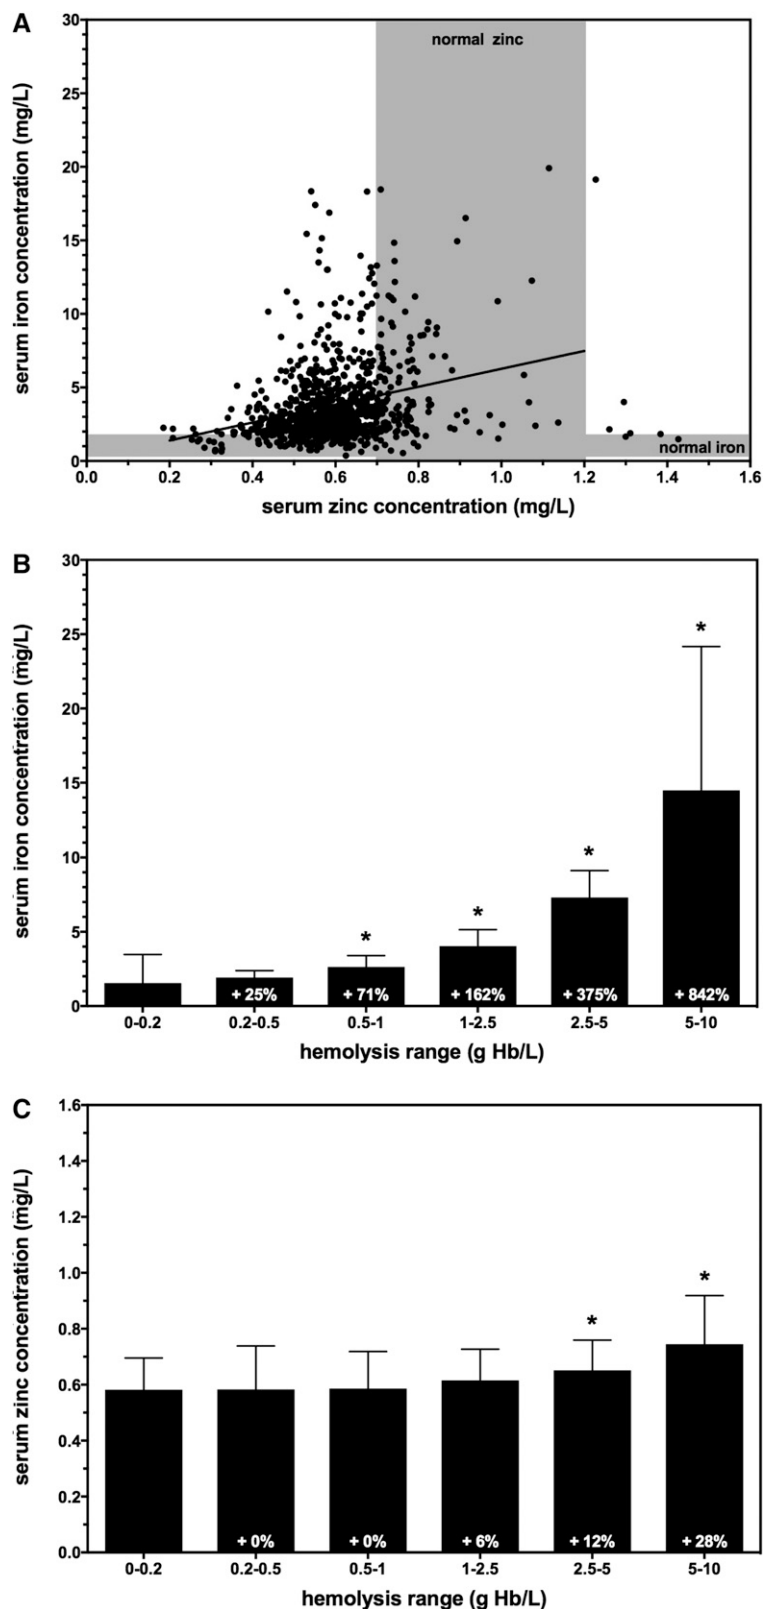 A
30
25
20
15
10
5
0
serum iron concentration (mg/L)
normal zinc
normal iron
0.0 0.2 0.4 0.6 0.8 1.0 1.2 1.4 1.6
serum zinc concentration (mg/L)
B
30
25
20
15
10
5
0
serum iron concentration (mg/L)
* * * *
+ 25% + 71% + 162% + 375% + 842%
0-0.2 0.2-0.5 0.5-1 1-2.5 2.5-5 5-10
hemolysis range (g Hb/L)
C
1.6
1.4
1.2
1.0
0.8
0.6
0.4
0.2
0.0
serum zinc concentration (mg/L)
* *
+ 0% + 0% + 6% + 12% + 28%
0-0.2 0.2-0.5 0.5-1 1-2.5 2.5-5 5-10
hemolysis range (g Hb/L)